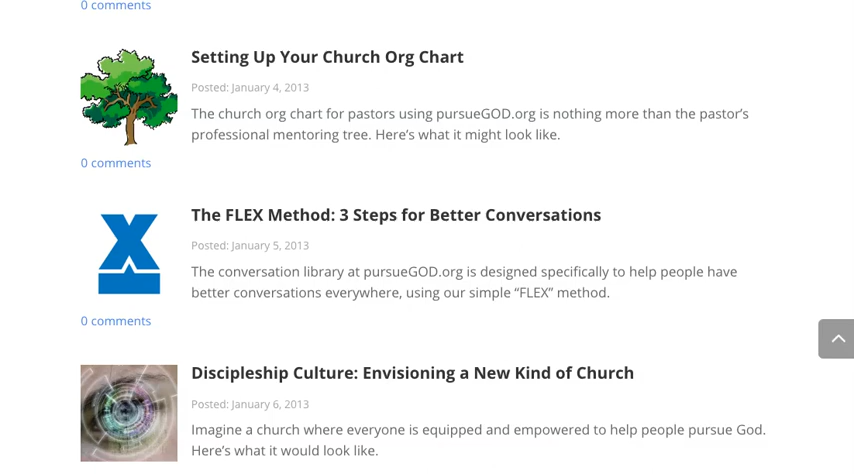 0 comments
Setting Up Your Church Org Chart
Posted: January 4, 2013
The church org chart for pastors using pursueGOD.org is nothing more than the pastor’s
professional mentoring tree. Here’s what it might look like.
0 comments
The FLEX Method: 3 Steps for Better Conversations
Posted: January 5, 2013
X
The conversation library at pursueGOD.org is designed specifically to help people have
better conversations everywhere, using our simple “FLEX” method.
0 comments
Discipleship Culture: Envisioning a New Kind of Church
Posted: January 6, 2013
Imagine a church where everyone is equipped and empowered to help people pursue God.
Here’s what it would look like.